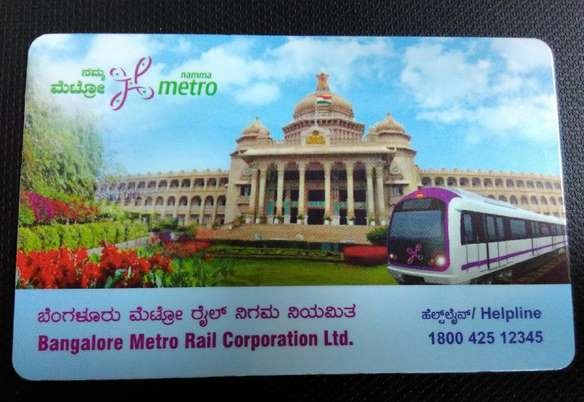 ನಮ್ಮ
ಮೆಟ್ರೋ
namma
metro
ಬೆಂಗಳೂರು ಮೆಟ್ರೋ ರೈಲ್ ನಿಗಮ ನಿಯಮಿತ
Bangalore Metro Rail Corporation Ltd.
ಹೆಲ್ಪ್‌ಲೈನ್/ Helpline
1800 425 12345